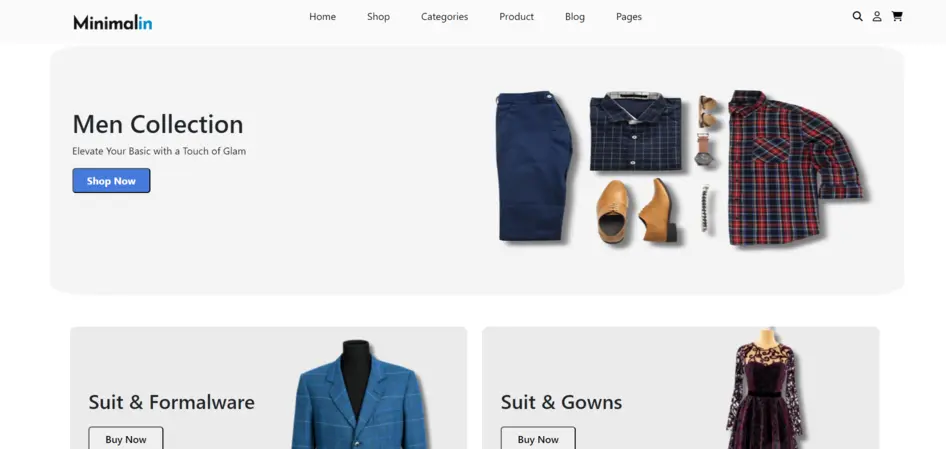 Minimalin
Home Shop Categories Product Blog Pages
Men Collection
Elevate Your Basic with a Touch of Glam
Shop Now
Suit & Formalware
Buy Now
Suit & Gowns
Buy Now